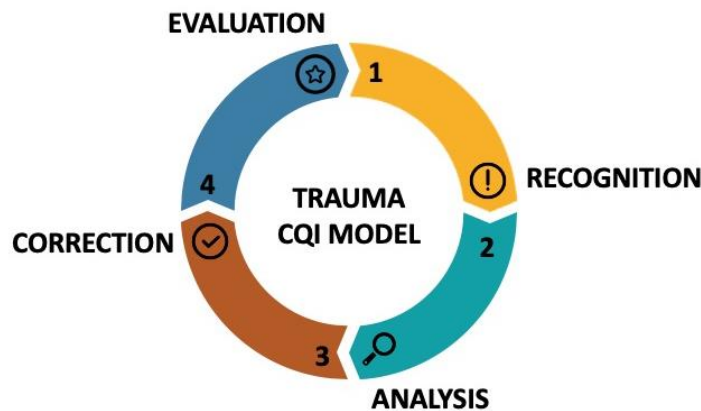 EVALUATION
1
RECOGNITION
4
TRAUMA
CQI MODEL
CORRECTION
2
3
ANALYSIS